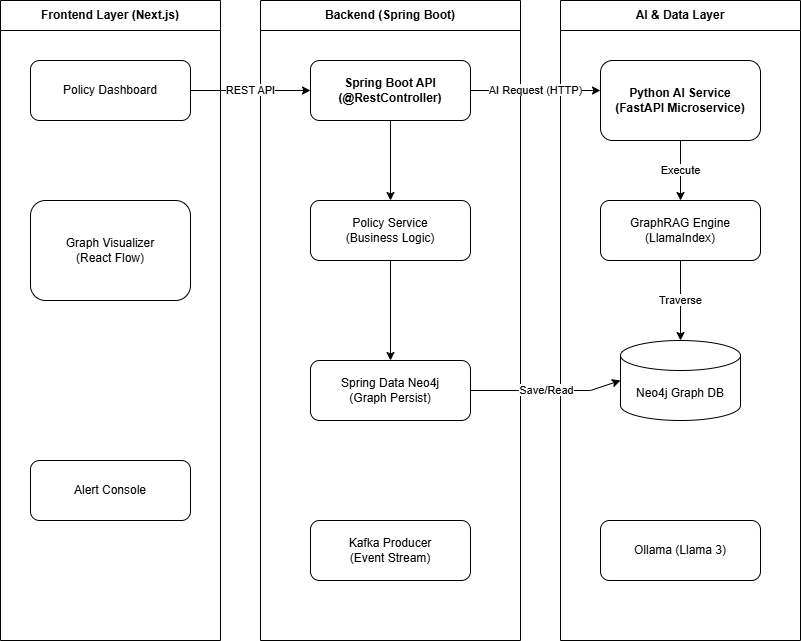 Frontend Layer (Next.js)
Backend (Spring Boot)
AI & Data Layer
Policy Dashboard
REST API
Spring Boot API
(@RestController)
AI Request (HTTP)
Python AI Service
(FastAPI Microservice)
Execute
Graph Visualizer
(React Flow)
Policy Service
(Business Logic)
GraphRAG Engine
(LlamaIndex)
Traverse
Spring Data Neo4j
(Graph Persist)
Save/Read
Neo4j Graph DB
Alert Console
Kafka Producer
(Event Stream)
Ollama (Llama 3)